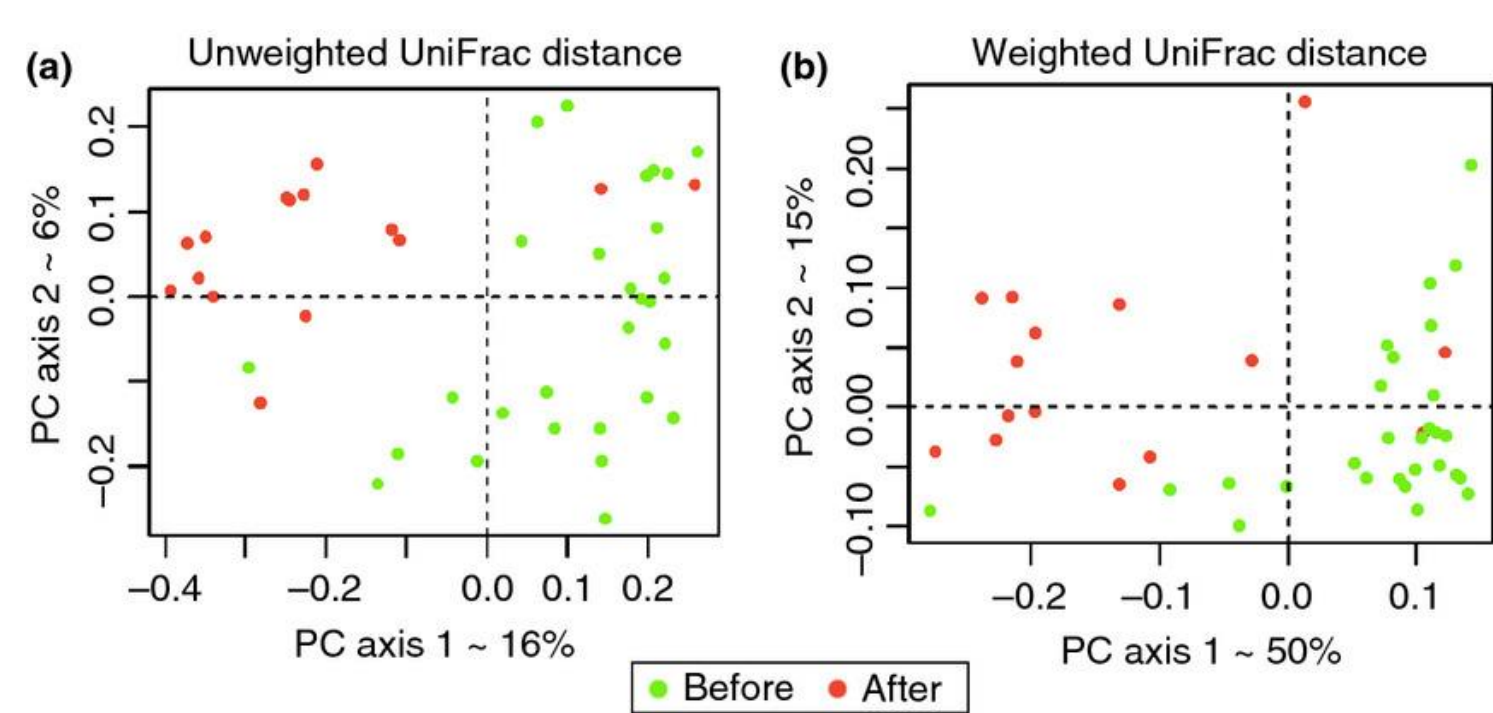 (a) Unweighted UniFrac distance
PC axis 2 ~ 6%
0.2
0.1
0.0
−0.2
−0.4 −0.2 0.0 0.1 0.2
PC axis 1 ~ 16%
(b) Weighted UniFrac distance
PC axis 2 ~ 15%
0.20
0.10
0.00
−0.10
−0.2 −0.1 0.0 0.1
PC axis 1 ~ 50%
Before After